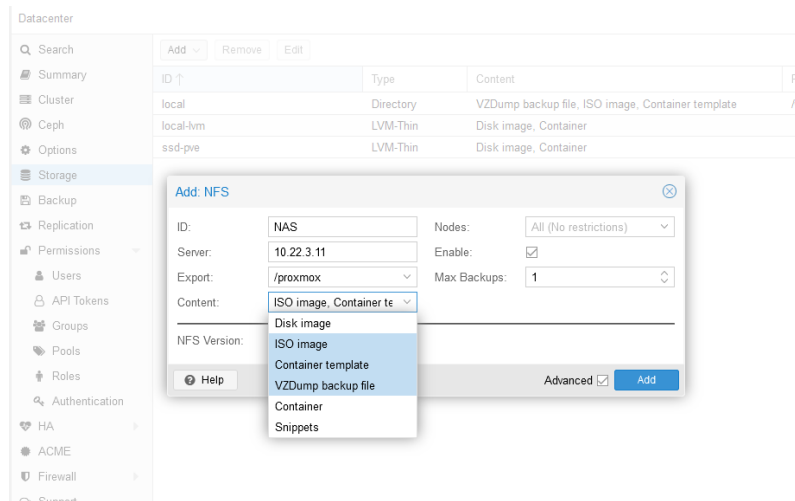 Datacenter
Search
Summary
Cluster
Ceph
Options
Storage
Backup
Replication
Permissions
Users
API Tokens
Groups
Pools
Roles
Authentication
HA
ACME
Firewall
Support
Add Remove Edit
ID Type Content
local Directory VZDump backup file, ISO image, Container template /
local-lvm LVM-Thin Disk image, Container
ssd-pve LVM-Thin Disk image, Container
Add: NFS
ID: NAS Nodes: All (No restrictions)
Server: 10.22.3.11 Enable:
Export: /proxmox Max Backups: 1
Content: ISO image, Container te
Disk image
ISO image
Container template
VZDump backup file
Container
Snippets
NFS Version:
Help Advanced Add